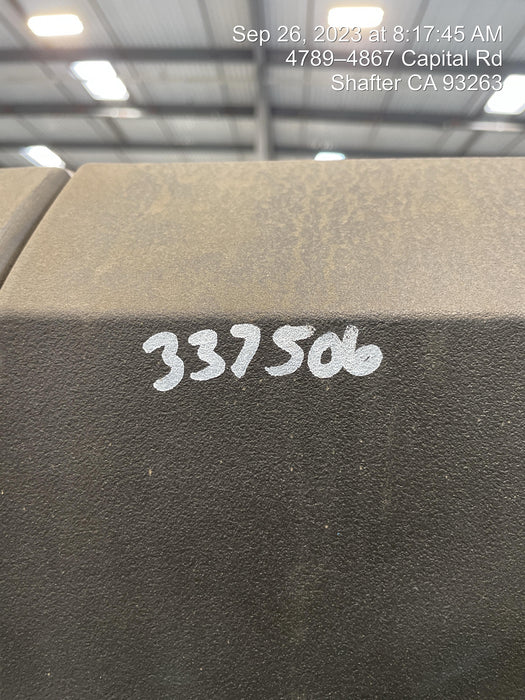 Sep 26, 2023 at 8:17:45 AM
4789–4867 Capital Rd
Shafter CA 93263
337506